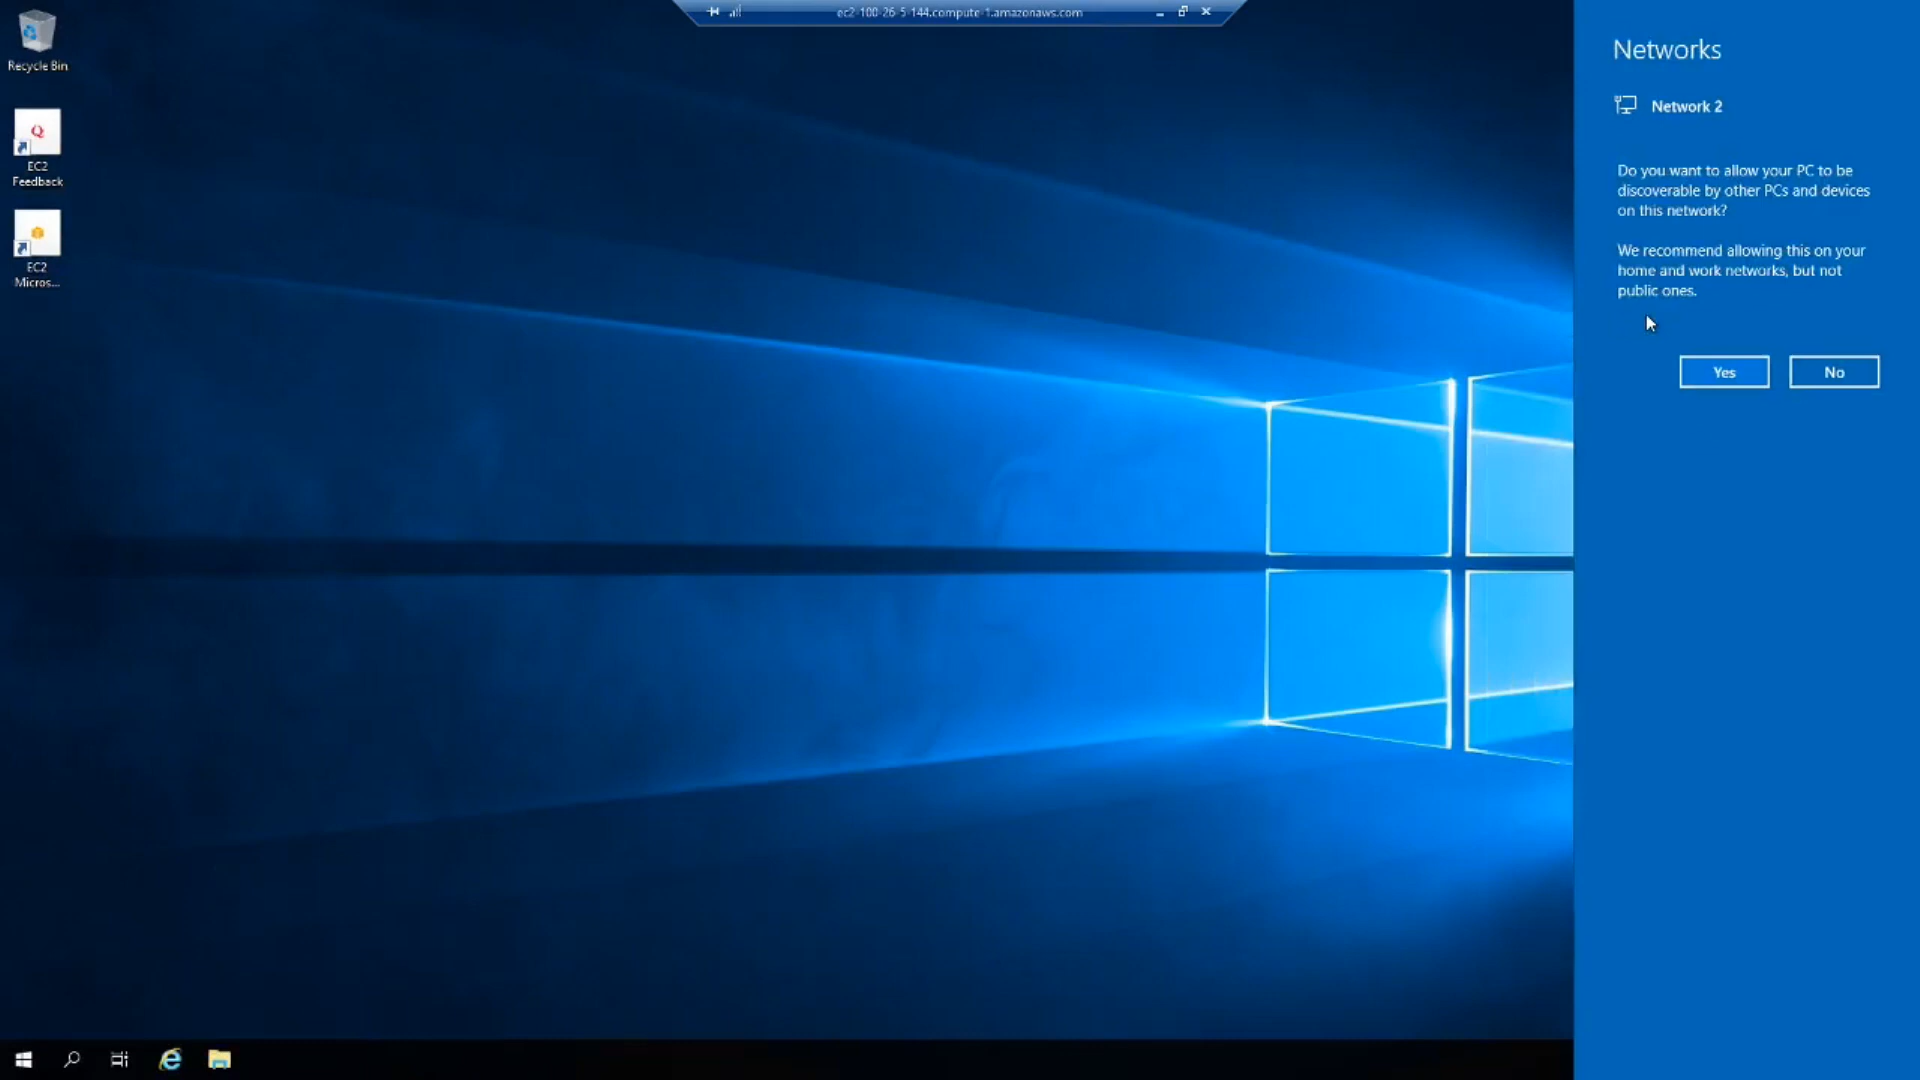 ec2-100-26-5-144.compute-1.amazonaws.com
Recycle Bin
Q
EC2
Feedback
EC2
Micros...
Networks
Network 2
Do you want to allow your PC to be
discoverable by other PCs and devices
on this network?
We recommend allowing this on your
home and work networks, but not
public ones.
Yes
No